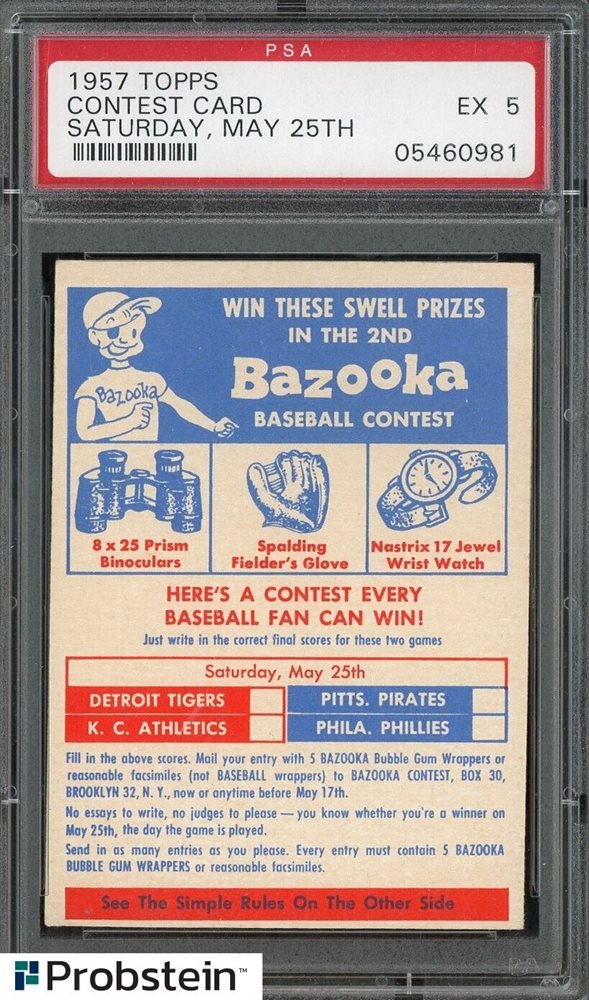 PSA
1957 TOPPS
CONTEST CARD EX 5
SATURDAY, MAY 25TH
05460981
WIN THESE SWELL PRIZES
IN THE 2ND
Bazooka
BASEBALL CONTEST
Bazooka
8 x 25 Prism
Binoculars
Spalding
Fielder's Glove
Nastrix 17 Jewel
Wrist Watch
HERE'S A CONTEST EVERY
BASEBALL FAN CAN WIN!
Just write in the correct final scores for these two games
Saturday, May 25th
DETROIT TIGERS PITTS. PIRATES
K. C. ATHLETICS PHILA. PHILLIES
Fill in the above scores. Mail your entry with 5 BAZOOKA Bubble Gum Wrappers or
reasonable facsimiles (not BASEBALL wrappers) to BAZOOKA CONTEST, BOX 30,
BROOKLYN 32, N. Y., now or anytime before May 17th.
No essays to write, no judges to please — you know whether you're a winner on
May 25th, the day the game is played.
Send in as many entries as you please. Every entry must contain 5 BAZOOKA
BUBBLE GUM WRAPPERS or reasonable facsimiles.
See The Simple Rules On The Other Side
Probstein™